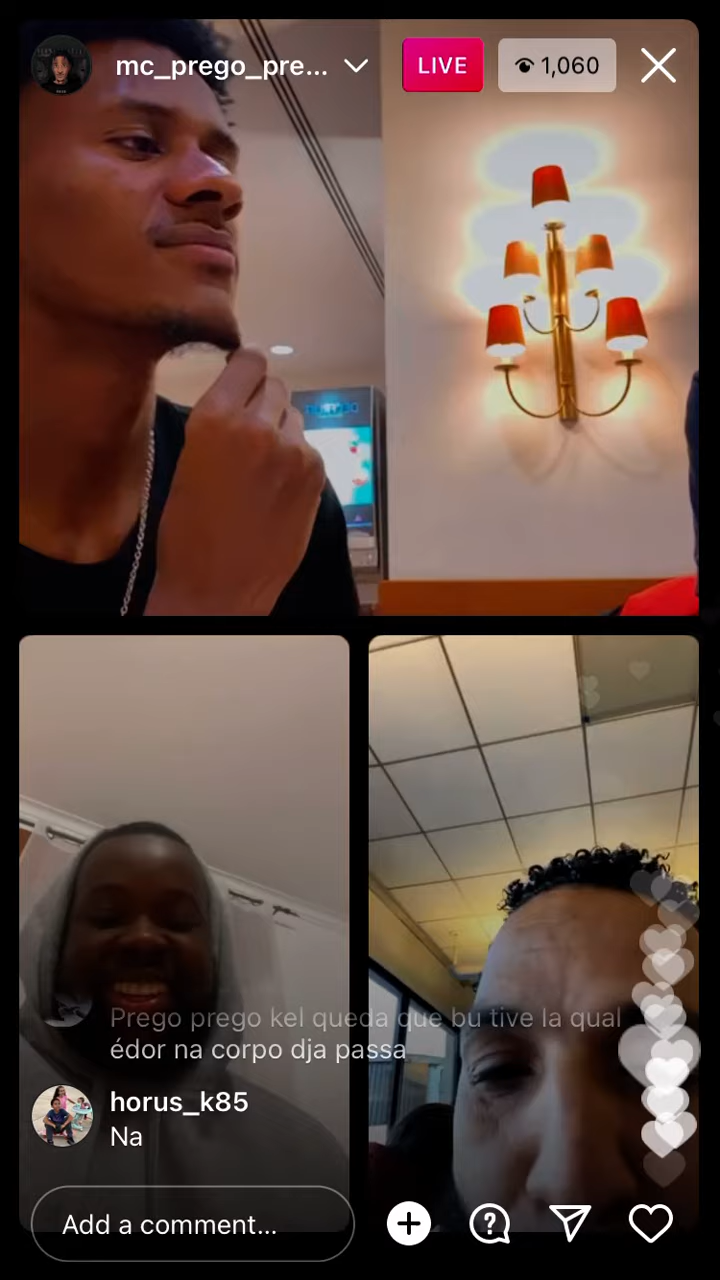 mc_prego_pre...
LIVE
1,060
Prego prego kel queda que bu tive la qual
édor na corpo dja passa
horus_k85
Na
Add a comment...